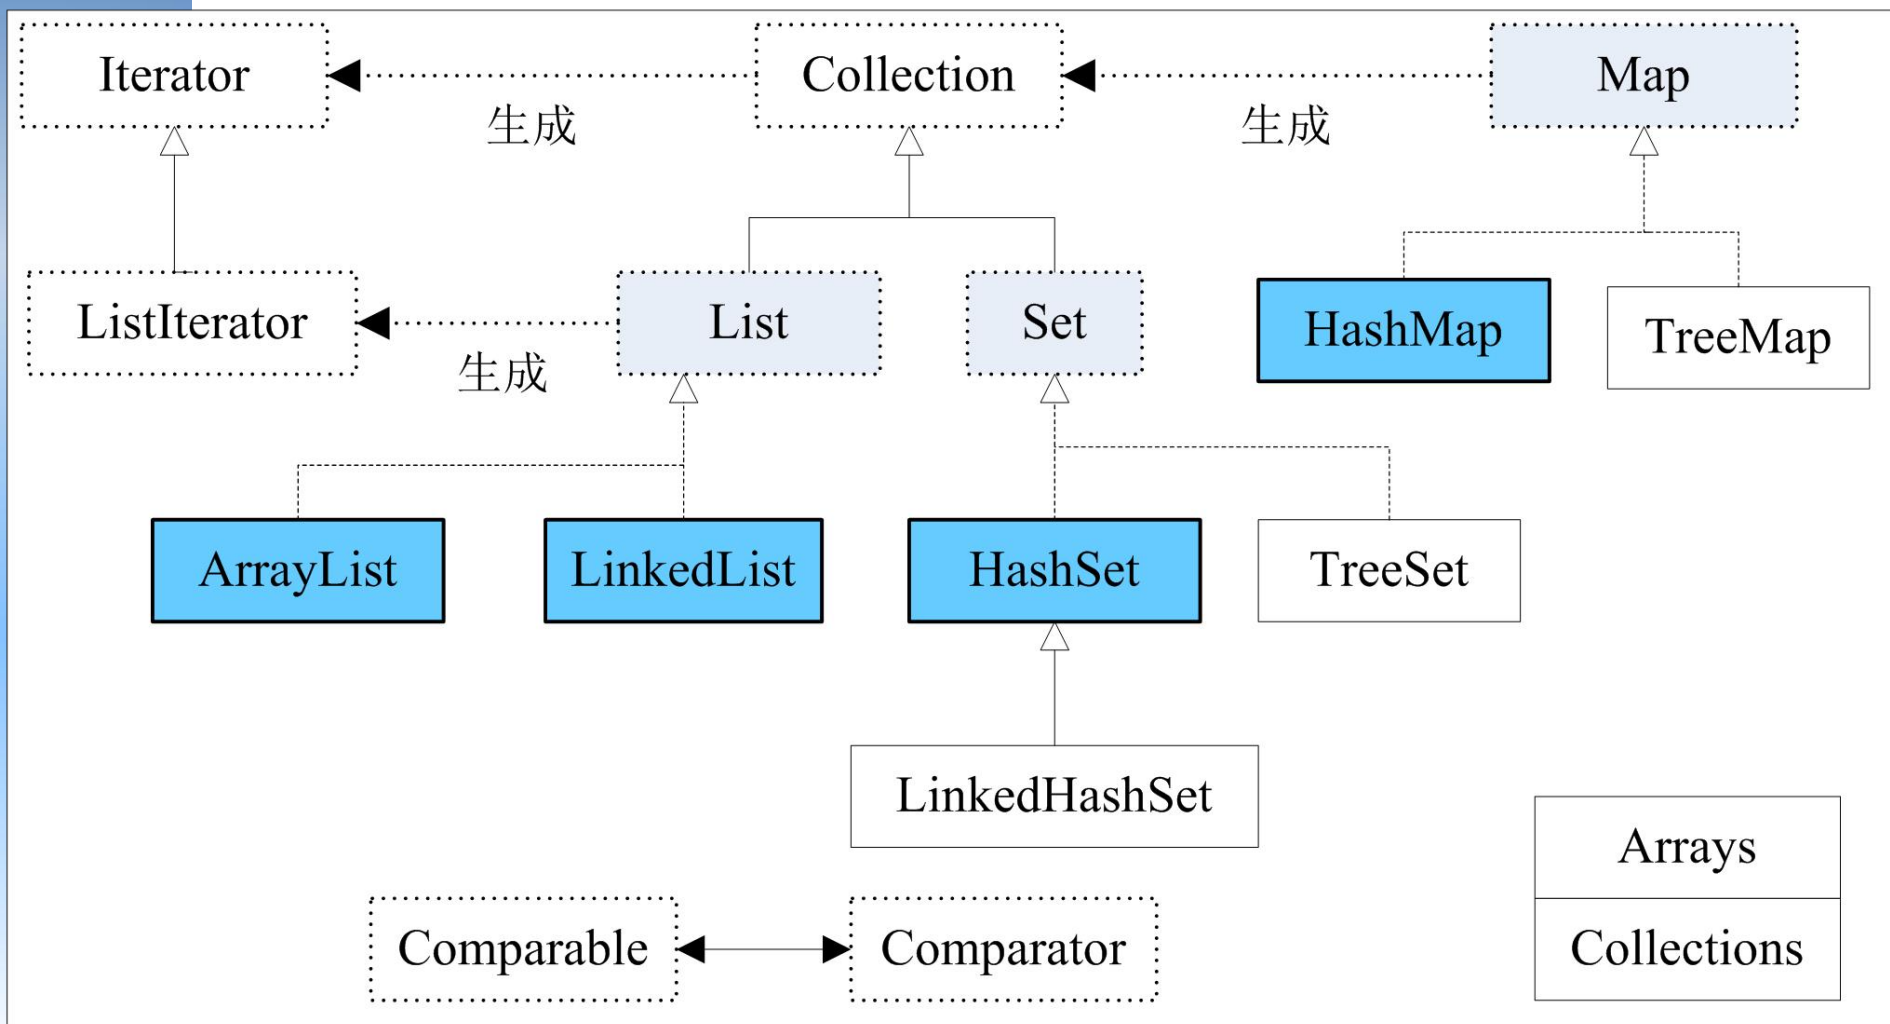 Iterator
Collection
Map
生成
生成
ListIterator
List
Set
HashMap
TreeMap
生成
ArrayList
LinkedList
HashSet
TreeSet
LinkedHashSet
Arrays
Collections
Comparable
Comparator